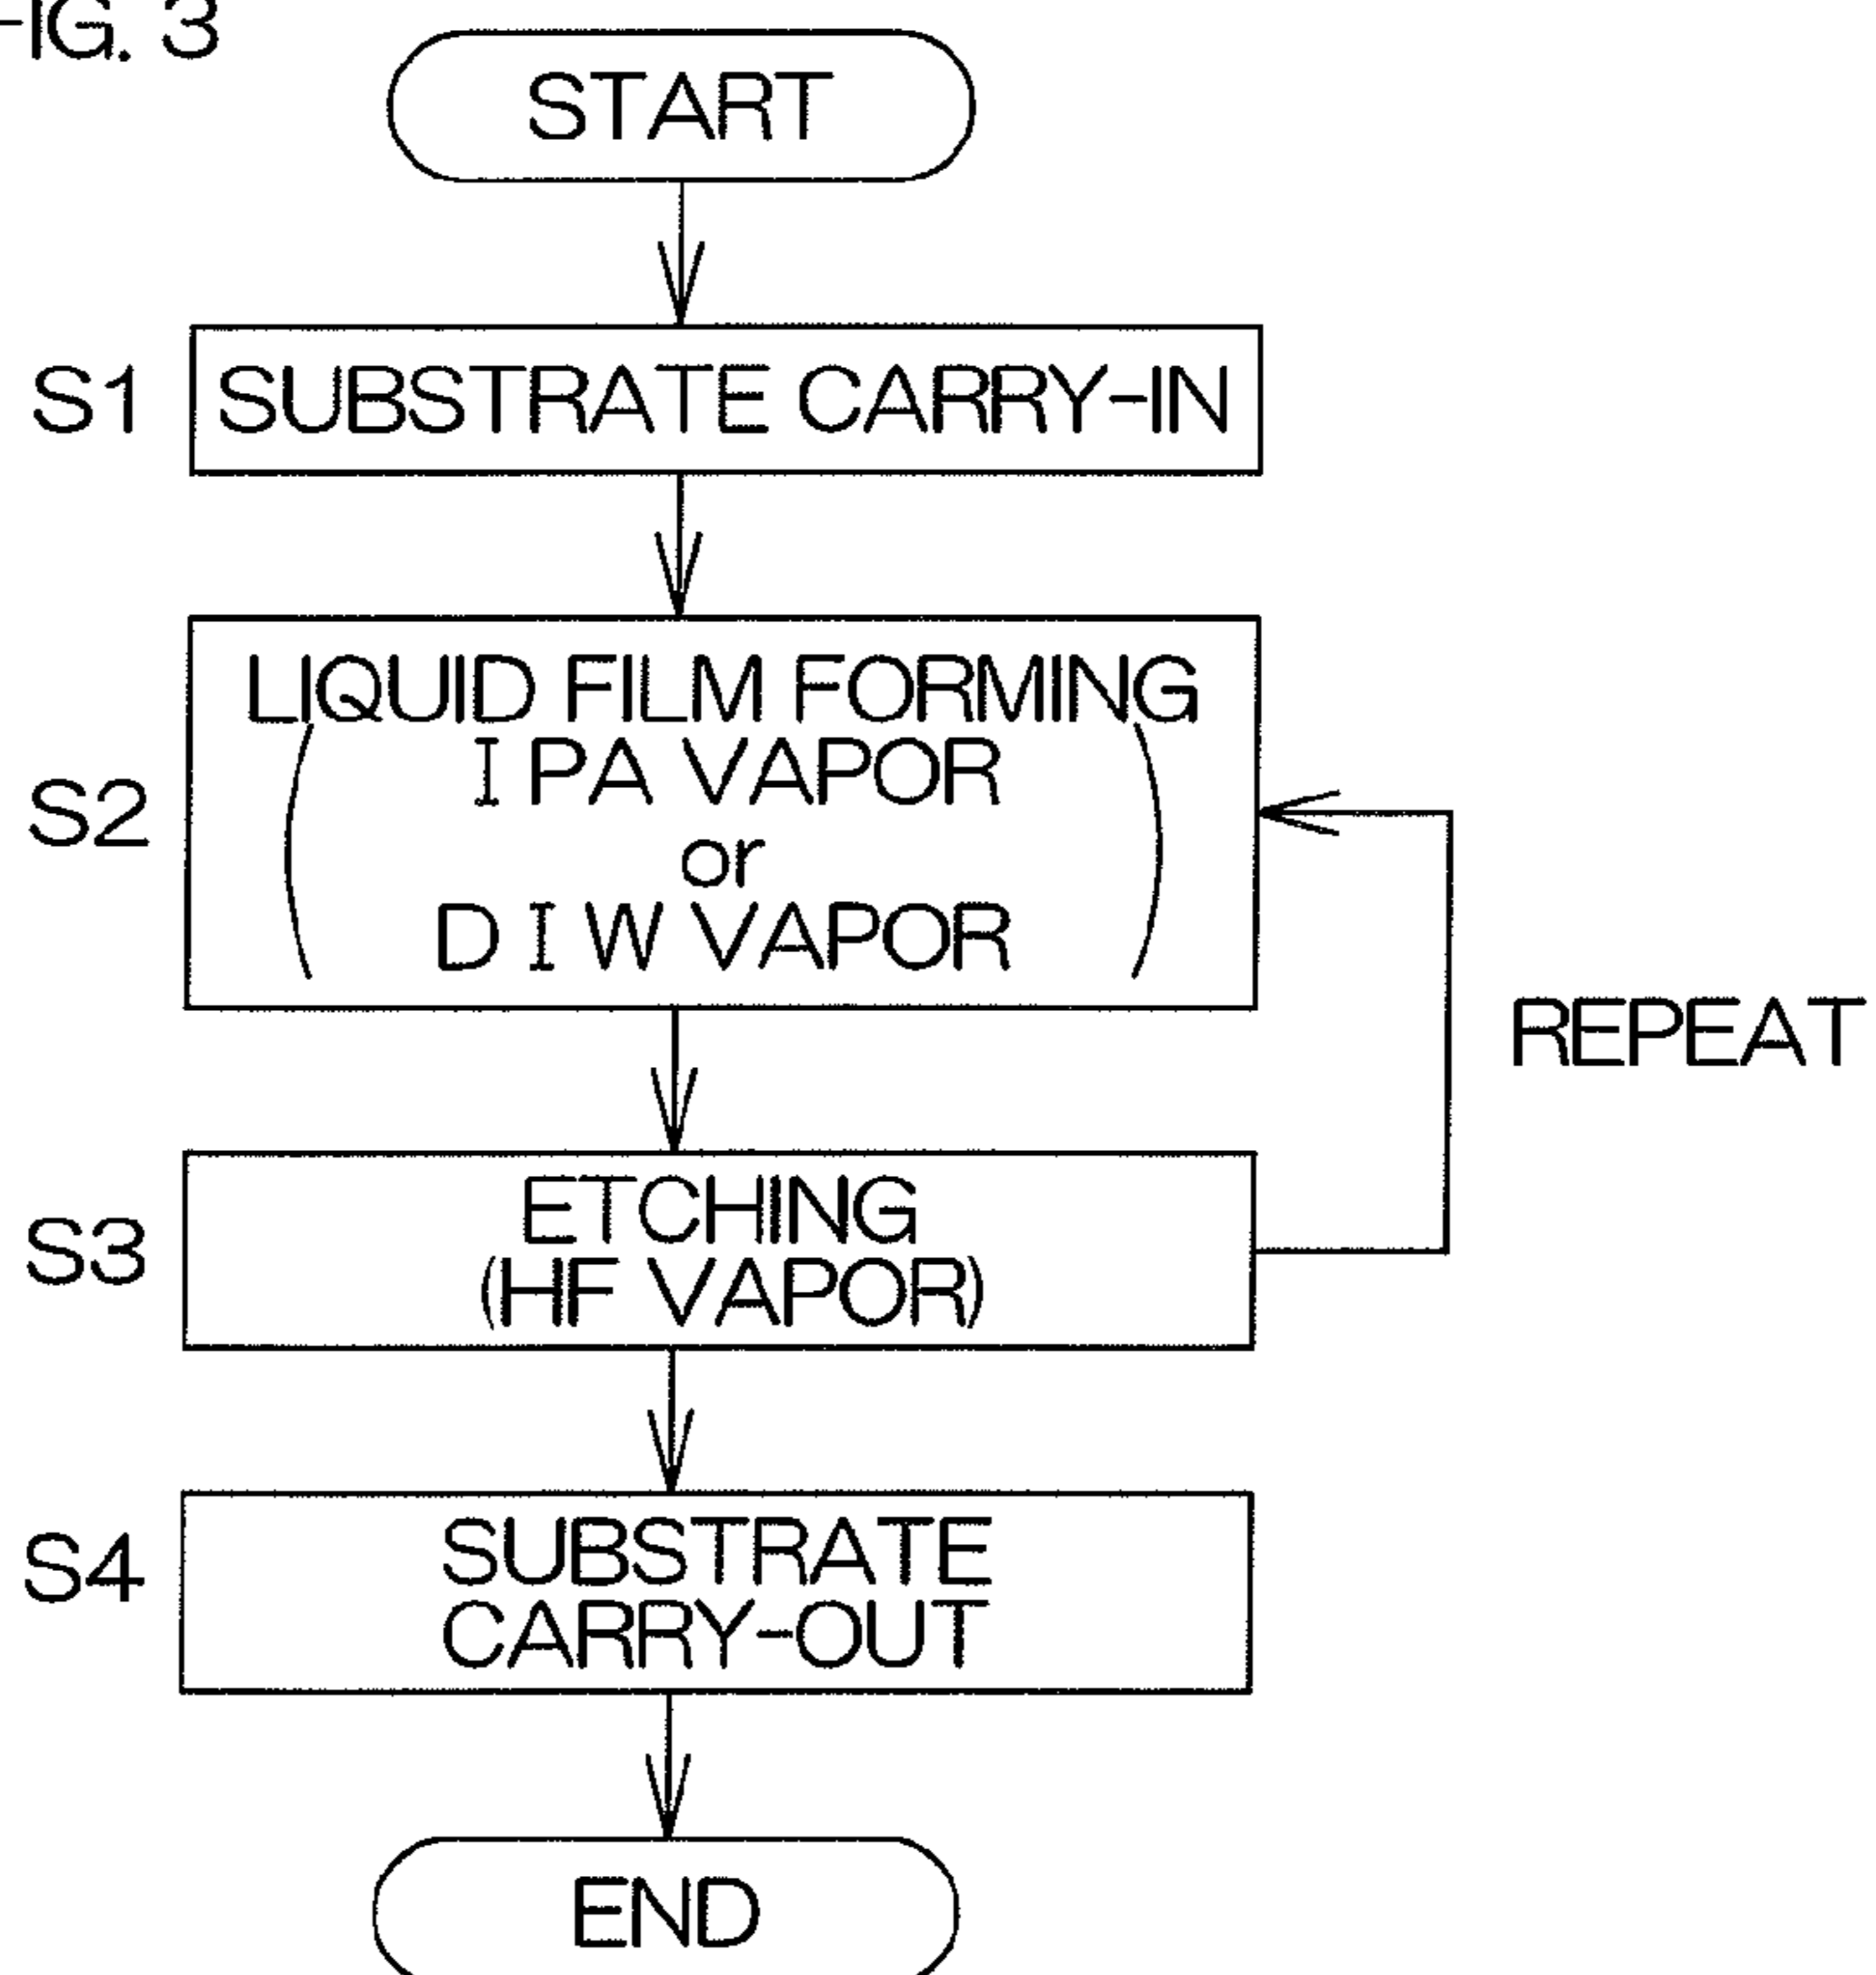 FIG. 3
START
S1 SUBSTRATE CARRY-IN
LIQUID FILM FORMING
S2
(IPA VAPOR
or
DIW VAPOR)
REPEAT
S3
ETCHING
(HF VAPOR)
S4
SUBSTRATE
CARRY-OUT
END